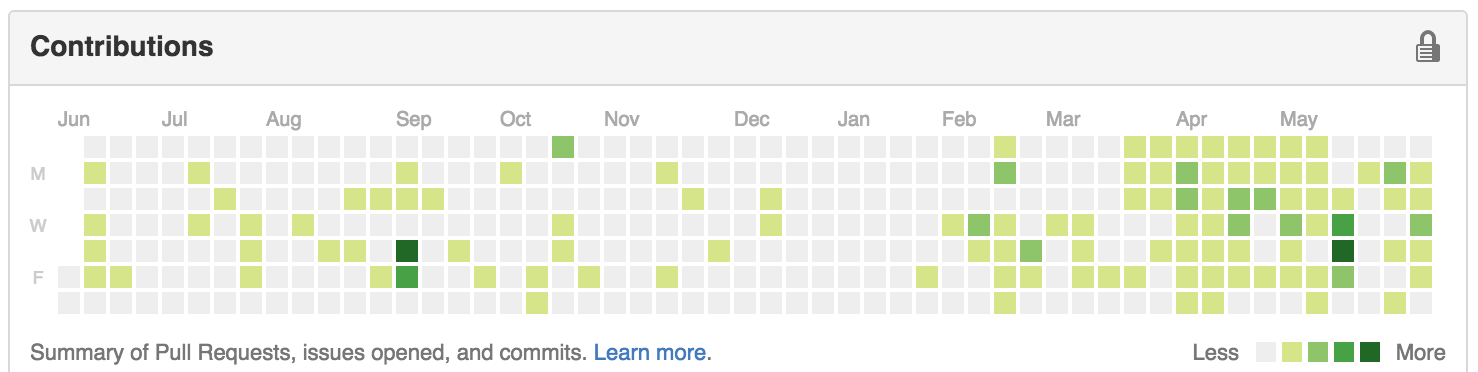 Contributions
Jun Jul Aug Sep Oct Nov Dec Jan Feb Mar Apr May
M
W
F
Summary of Pull Requests, issues opened, and commits. Learn more.
Less More